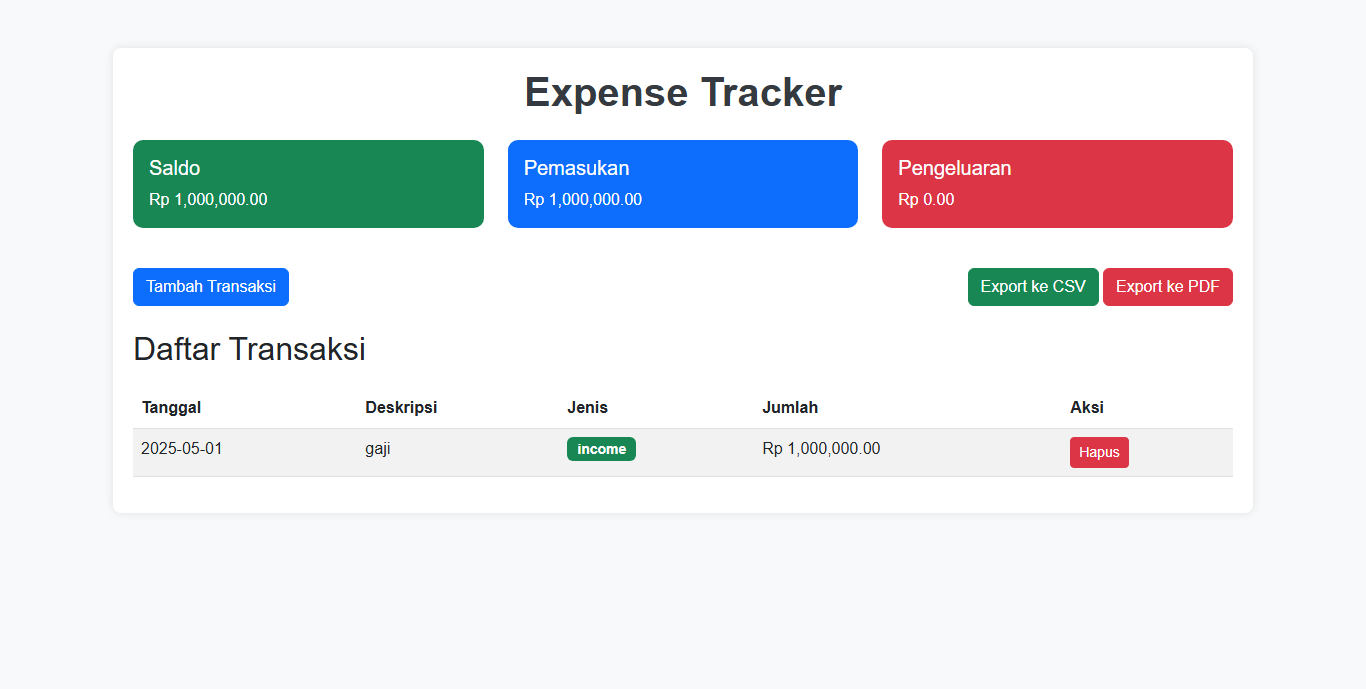 Expense Tracker
Saldo
Rp 1,000,000.00
Pemasukan
Rp 1,000,000.00
Pengeluaran
Rp 0.00
Tambah Transaksi
Export ke CSV
Export ke PDF
Daftar Transaksi
Tanggal Deskripsi Jenis Jumlah Aksi
2025-05-01 gaji income Rp 1,000,000.00 Hapus